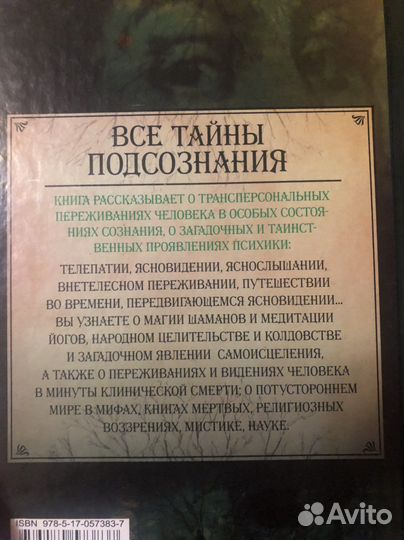 ВСЕ ТАЙНЫ
ПОДСОЗНАНИЯ
КНИГА РАССКАЗЫВАЕТ О ТРАНСПЕРСОНАЛЬНЫХ
ПЕРЕЖИВАНИЯХ ЧЕЛОВЕКА В ОСОБЫХ СОСТОЯ-
НИЯХ СОЗНАНИЯ, О ЗАГАДОЧНЫХ И ТАИНСТ-
ВЕННЫХ ПРОЯВЛЕНИЯХ ПСИХИКИ:
ТЕЛЕПАТИИ, ЯСНОВИДЕНИИ, ЯСНОСЛЫШАНИИ,
ВНЕТЕЛЕСНОМ ПЕРЕЖИВАНИИ, ПУТЕШЕСТВИИ
ВО ВРЕМЕНИ, ПЕРЕДВИГАЮЩЕМСЯ ЯСНОВИДЕНИИ...
ВЫ УЗНАЕТЕ О МАГИИ ШАМАНОВ И МЕДИТАЦИИ
ЙОГОВ, НАРОДНОМ ЦЕЛИТЕЛЬСТВЕ И КОЛДОВСТВЕ
И ЗАГАДОЧНОМ ЯВЛЕНИИ САМОИСЦЕЛЕНИЯ,
А ТАКЖЕ О ПЕРЕЖИВАНИЯХ И ВИДЕНИЯХ ЧЕЛОВЕКА
В МИНУТЫ КЛИНИЧЕСКОЙ СМЕРТИ; О ПОТУСТОРОННЕМ
МИРЕ В МИФАХ, КНИГАХ МЕРТВЫХ, РЕЛИГИОЗНЫХ
ВОЗЗРЕНИЯХ, МИСТИКЕ, НАУКЕ.
ISBN 978-5-17-057383-7
Avito